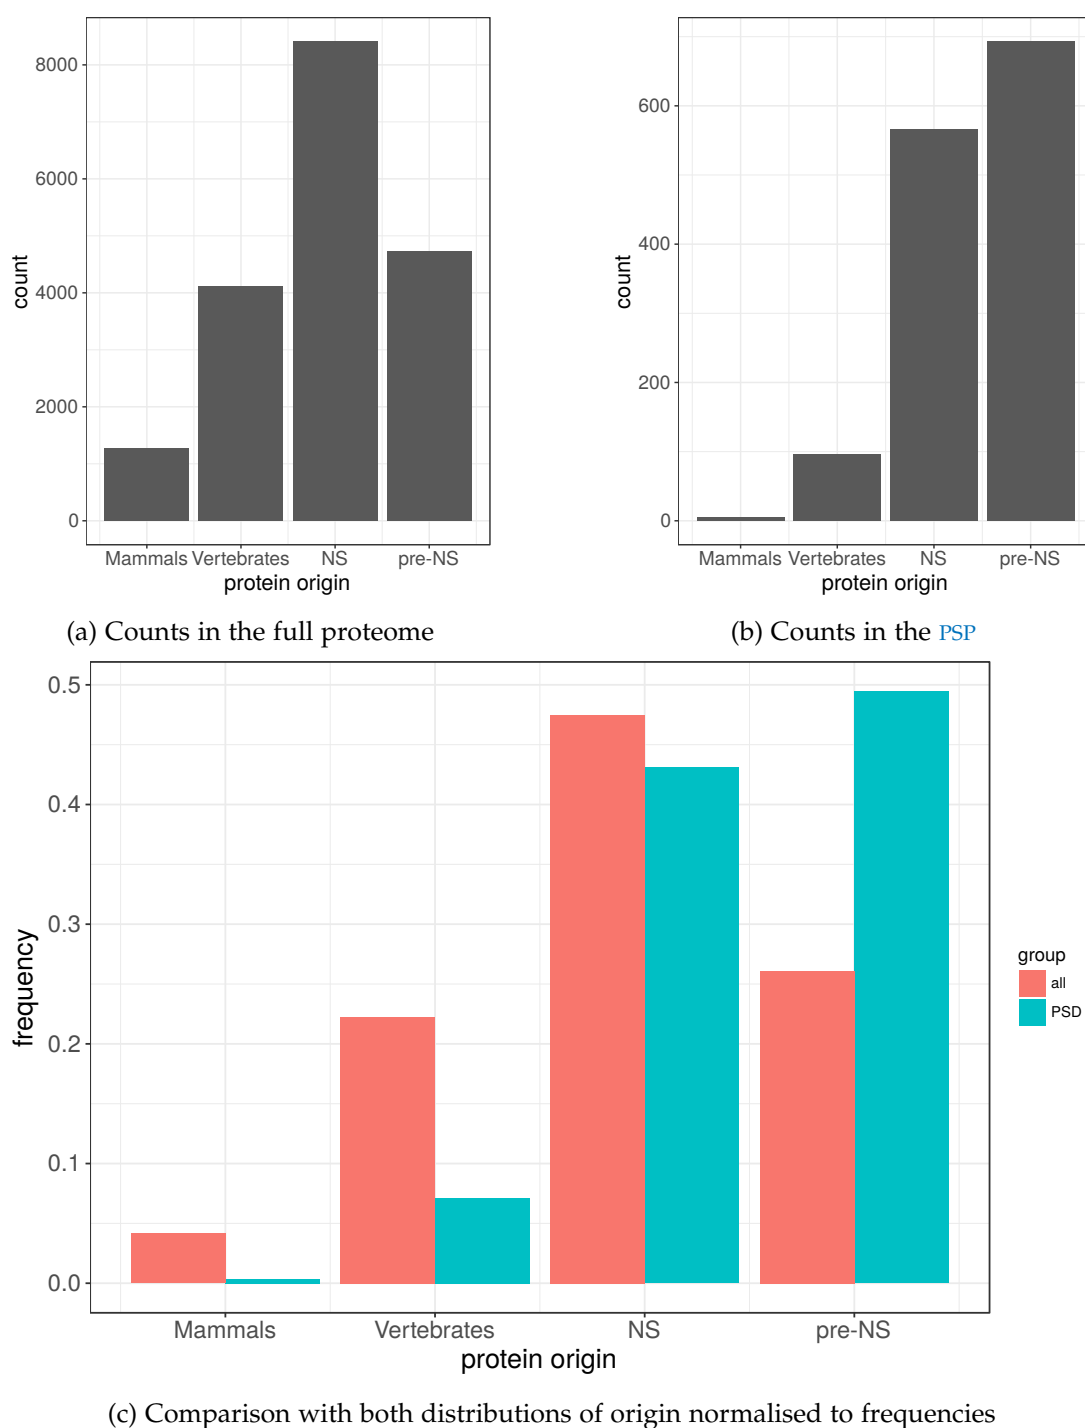 8000
6000
4000
2000
0
count
Mammals Vertebrates NS pre-NS
protein origin
(a) Counts in the full proteome
600
400
200
0
count
Mammals Vertebrates NS pre-NS
protein origin
(b) Counts in the PSP
0.5
0.4
0.3
0.2
0.1
0.0
frequency
Mammals Vertebrates NS pre-NS
protein origin
group
all
PSD
(c) Comparison with both distributions of origin normalised to frequencies